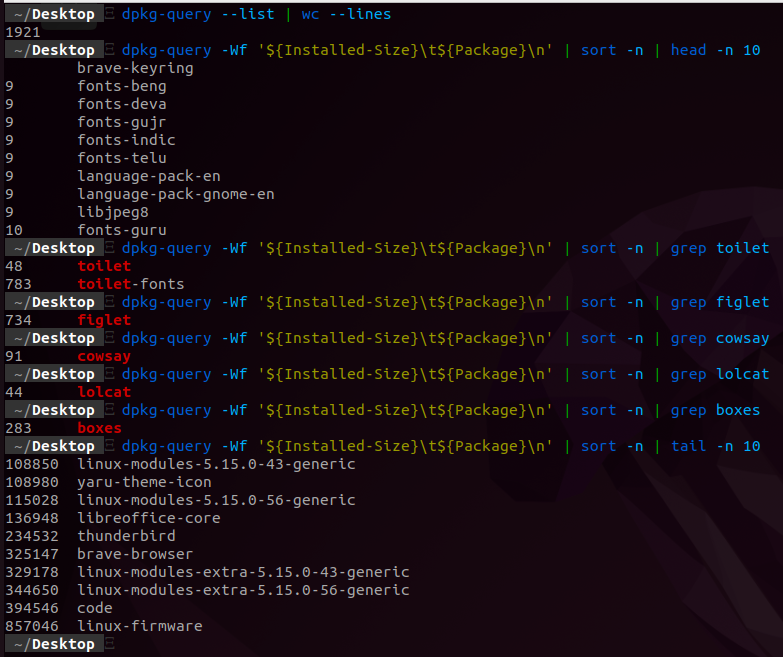 ~/Desktop Ξ dpkg-query --list | wc --lines
1921
~/Desktop Ξ dpkg-query -Wf '${Installed-Size}\t${Package}\n' | sort -n | head -n 10
brave-keyring
9 fonts-beng
9 fonts-deva
9 fonts-gujr
9 fonts-indic
9 fonts-telu
9 language-pack-en
9 language-pack-gnome-en
9 libjpeg8
10 fonts-guru
~/Desktop Ξ dpkg-query -Wf '${Installed-Size}\t${Package}\n' | sort -n | grep toilet
48 toilet
783 toilet-fonts
~/Desktop Ξ dpkg-query -Wf '${Installed-Size}\t${Package}\n' | sort -n | grep figlet
734 figlet
~/Desktop Ξ dpkg-query -Wf '${Installed-Size}\t${Package}\n' | sort -n | grep cowsay
91 cowsay
~/Desktop Ξ dpkg-query -Wf '${Installed-Size}\t${Package}\n' | sort -n | grep lolcat
44 lolcat
~/Desktop Ξ dpkg-query -Wf '${Installed-Size}\t${Package}\n' | sort -n | grep boxes
283 boxes
~/Desktop Ξ dpkg-query -Wf '${Installed-Size}\t${Package}\n' | sort -n | tail -n 10
108850 linux-modules-5.15.0-43-generic
108980 yaru-theme-icon
115028 linux-modules-5.15.0-56-generic
136948 libreoffice-core
234532 thunderbird
325147 brave-browser
329178 linux-modules-extra-5.15.0-43-generic
344650 linux-modules-extra-5.15.0-56-generic
394546 code
857046 linux-firmware
~/Desktop Ξ